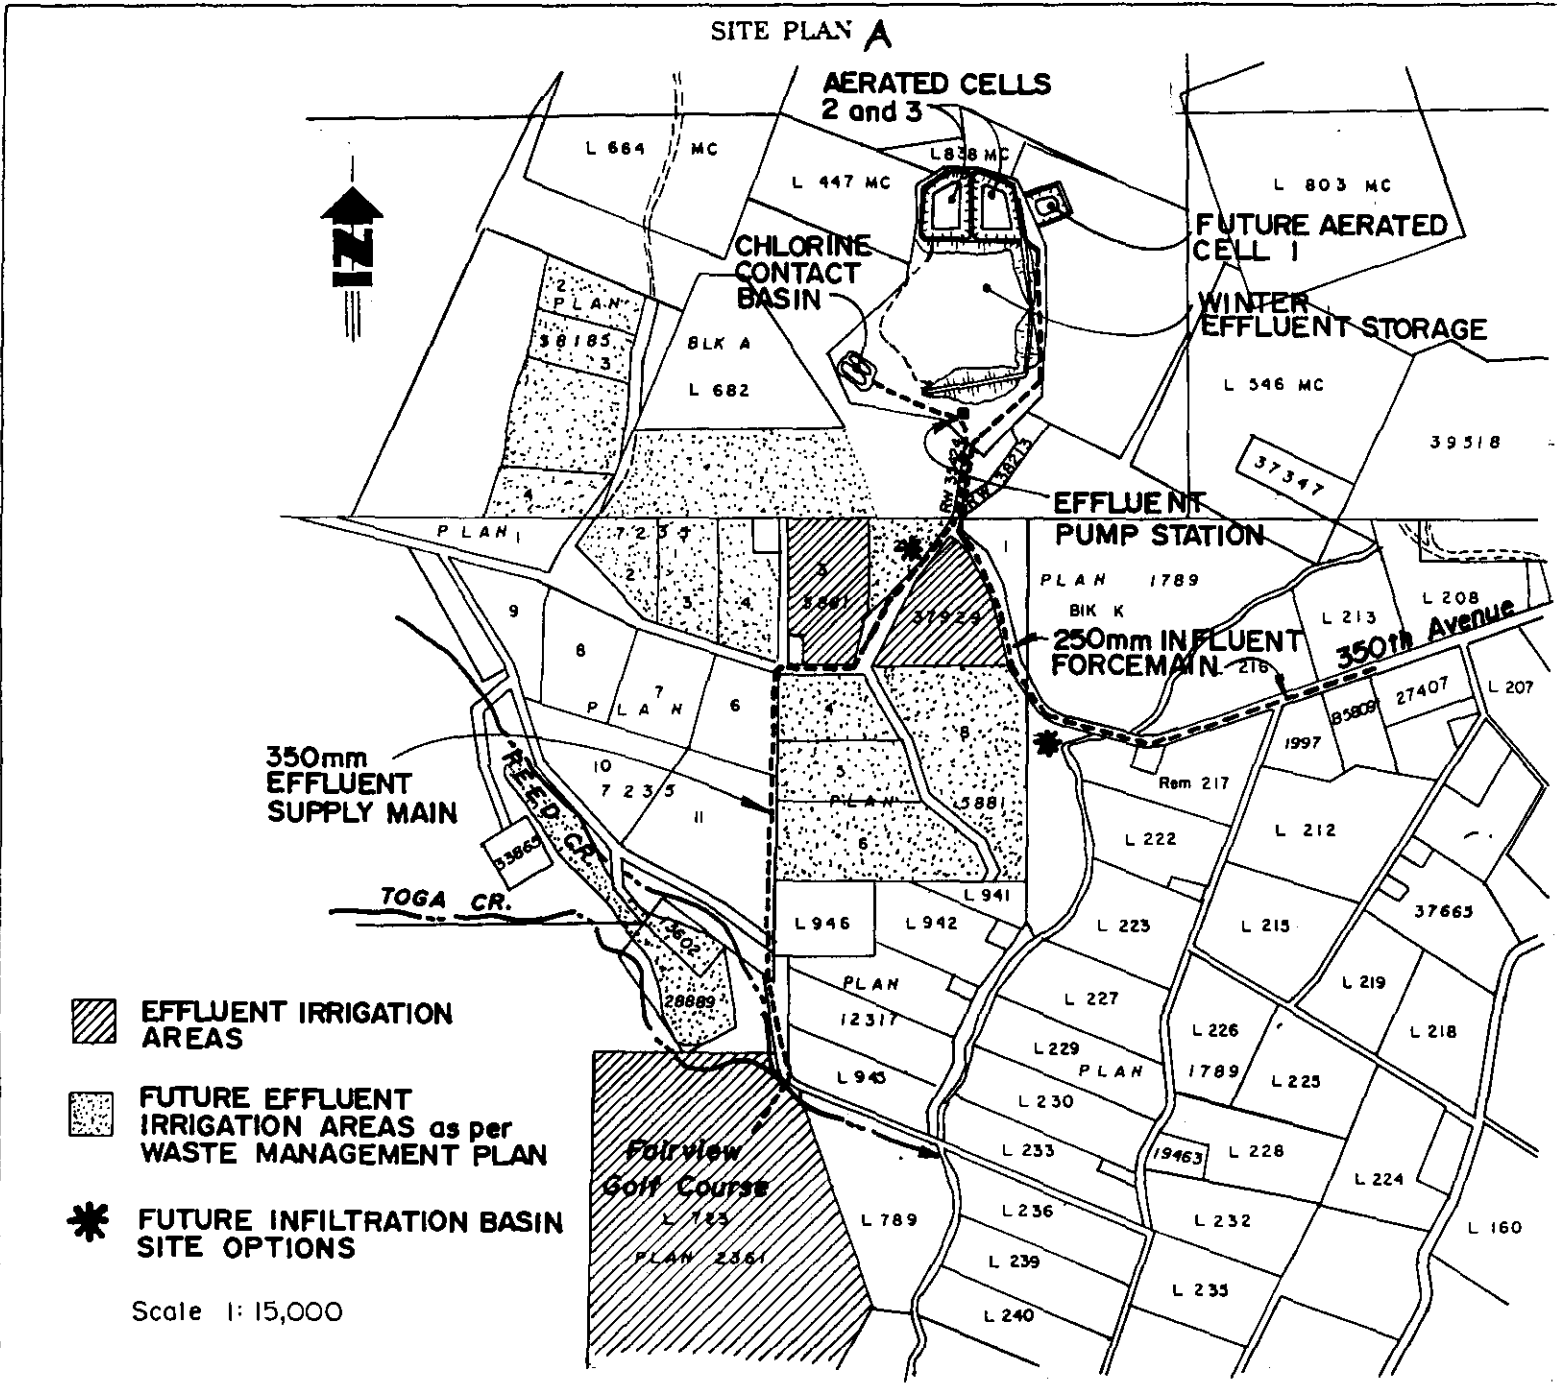 SITE PLAN A
AERATED CELLS
2 and 3
L 664 MC
L 838 MC
L 447 MC
L 803 MC
N
FUTURE AERATED
CELL 1
CHLORINE
CONTACT
BASIN
WINTER
EFFLUENT STORAGE
2
PLAN
38185
3
BLK A
L 682
L 546 MC
39518
37347
4
RW 38213
EFFLUENT
PUMP STATION
PLAN 1
7235
1
2
3
4
3
5881
37929
1
PLAN 1789
BlK K
L 208
L 213
350th Avenue
250mm INFLUENT
FORCEMAIN
216
9
8
7
6
PLAN
27407
L 207
85809
1997
4
8
350mm
EFFLUENT
SUPPLY MAIN
REED CR.
10
7235
11
5
PLAN 5881
6
Rem 217
L 222
L 212
33865
TOGA CR.
L 941
L 946
L 942
L 223
L 215
37665
3602
28889
PLAN
12317
L 227
L 219
L 226
L 218
L 229
PLAN 1789
L 945
L 225
L 230
L 233
19463
L 228
L 224
EFFLUENT IRRIGATION
AREAS
FUTURE EFFLUENT
IRRIGATION AREAS as per
WASTE MANAGEMENT PLAN
FUTURE INFILTRATION BASIN
SITE OPTIONS
Scale 1:15,000
Fairview
Golf Course
L 723
PLAN 2361
L 789
L 236
L 232
L 160
L 239
L 235
L 240